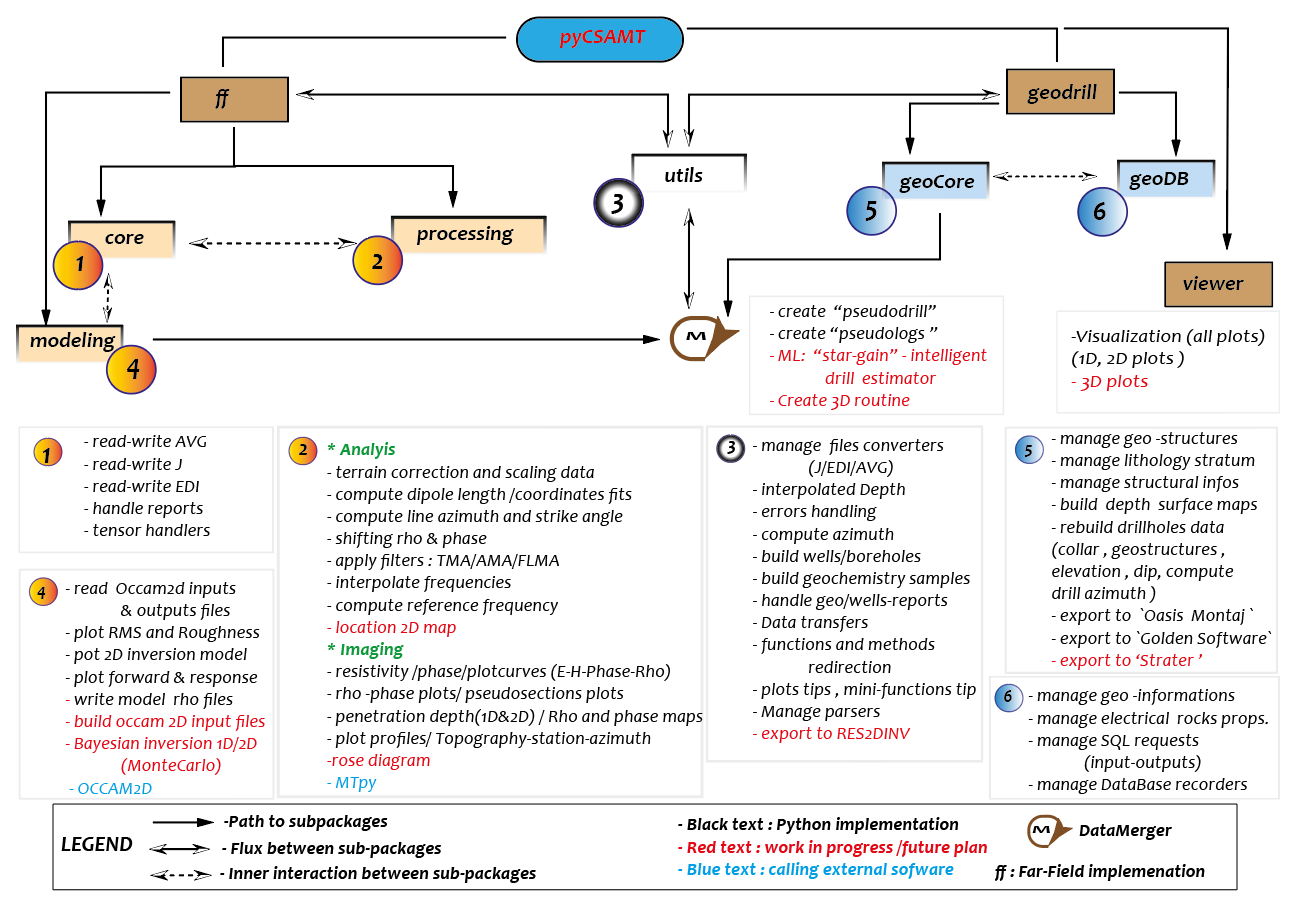 pyCSAMT
ff
geodrill
utils
3
geoCore
5
geoDB
6
core
1
processing
2
viewer
modeling
4
M
- create “pseudodrill”
- create “pseudologs ”
- ML: “star-gain” - intelligent
drill estimator
- Create 3D routine
-Visualization (all plots)
(1D, 2D plots )
- 3D plots
1
- read-write AVG
- read-write J
- read-write EDI
- handle reports
- tensor handlers
4
- read Occam2d inputs
& outputs files
- plot RMS and Roughness
- pot 2D inversion model
- plot forward & response
- write model rho files
- build occam 2D input files
- Bayesian inversion 1D/2D
(MonteCarlo)
- OCCAM2D
2
* Analyis
- terrain correction and scaling data
- compute dipole length /coordinates fits
- compute line azimuth and strike angle
- shifting rho & phase
- apply filters : TMA/AMA/FLMA
- interpolate frequencies
- compute reference frequency
- location 2D map
* Imaging
- resistivity /phase/plotcurves (E-H-Phase-Rho)
- rho -phase plots/ pseudosections plots
- penetration depth(1D&2D) / Rho and phase maps
- plot profiles/ Topography-station-azimuth
-rose diagram
- MTpy
3
- manage files converters
(J/EDI/AVG)
- interpolated Depth
- errors handling
- compute azimuth
- build wells/boreholes
- build geochemistry samples
- handle geo/wells-reports
- Data transfers
- functions and methods
redirection
- plots tips , mini-functions tip
- Manage parsers
- export to RES2DINV
5
- manage geo -structures
- manage lithology stratum
- manage structural infos
- build depth surface maps
- rebuild drillholes data
(collar , geostructures ,
elevation , dip, compute
drill azimuth )
- export to `Oasis Montaj `
- export to `Golden Software`
- export to ‘Strater ’
6
- manage geo -informations
- manage electrical rocks props.
- manage SQL requests
(input-outputs)
- manage DataBase recorders
LEGEND
-Path to subpackages
- Flux between sub-packages
- Inner interaction between sub-packages
- Black text : Python implementation
- Red text : work in progress /future plan
- Blue text : calling external sofware
M
DataMerger
ff : Far-Field implemenation